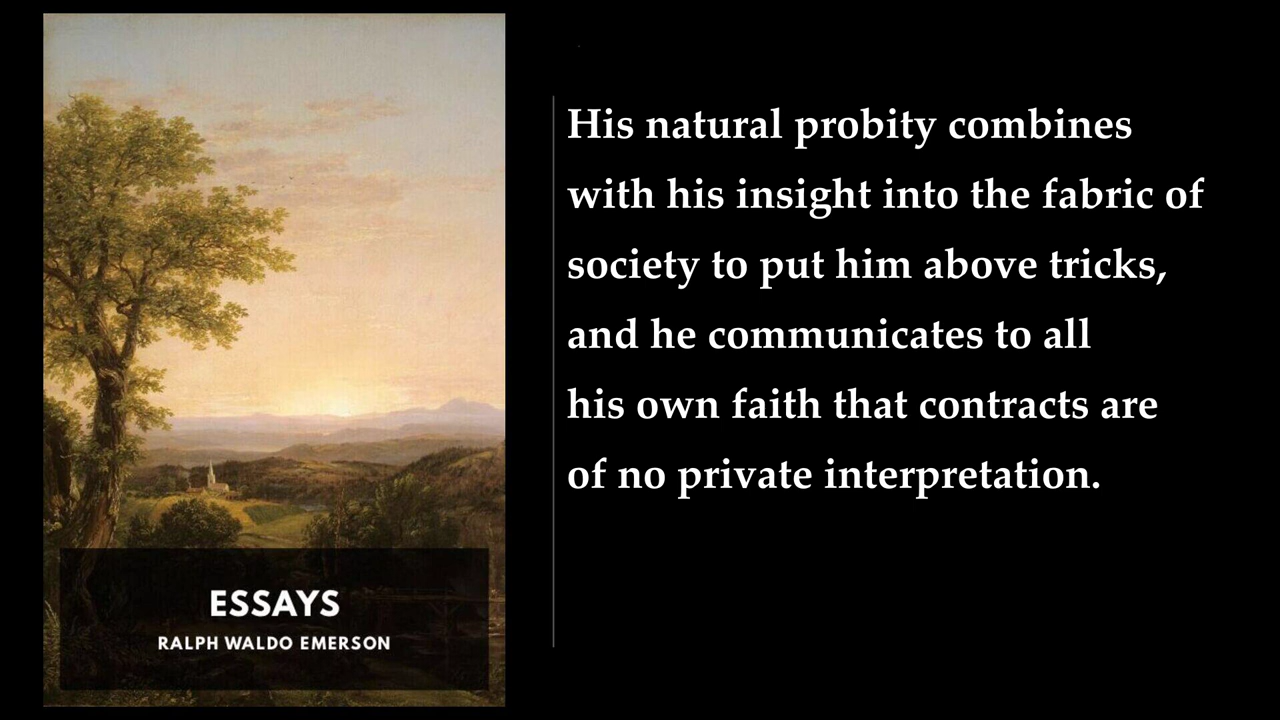 His natural probity combines
with his insight into the fabric of
society to put him above tricks,
and he communicates to all
his own faith that contracts are
of no private interpretation.
ESSAYS
RALPH WALDO EMERSON